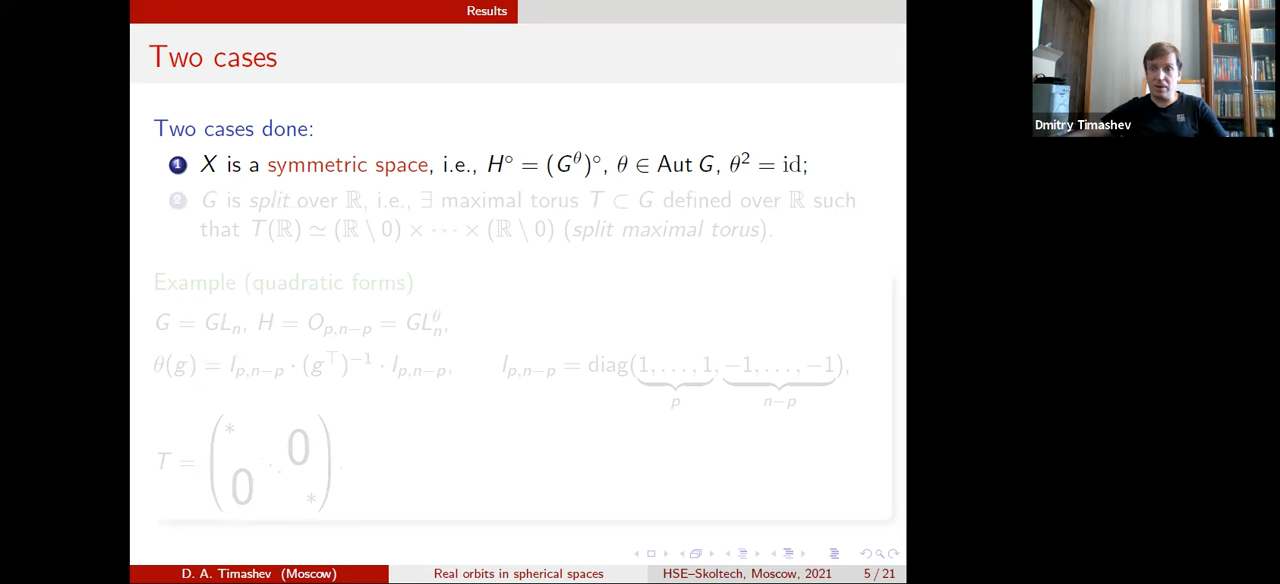 Results
Two cases
Two cases done:
1 X is a symmetric space, i.e., H° = (G^θ)°, θ ∈ Aut G, θ² = id;
2 G is split over ℝ, i.e., ∃ maximal torus T ⊂ G defined over ℝ such
that T(ℝ) ≃ (ℝ \ 0) × ⋯ × (ℝ \ 0) (split maximal torus).
Example (quadratic forms)
G = GL_n, H = O_{p,n−p} = GL_n^θ,
θ(g) = I_{p,n−p} · (g^⊤)^{−1} · I_{p,n−p}, I_{p,n−p} = diag(1, …, 1, −1, …, −1),
p n−p
T = ( * 0 ⋱ 0 * ).
D. A. Timashev (Moscow) Real orbits in spherical spaces HSE–Skoltech, Moscow, 2021 5 / 21
Dmitry Timashev